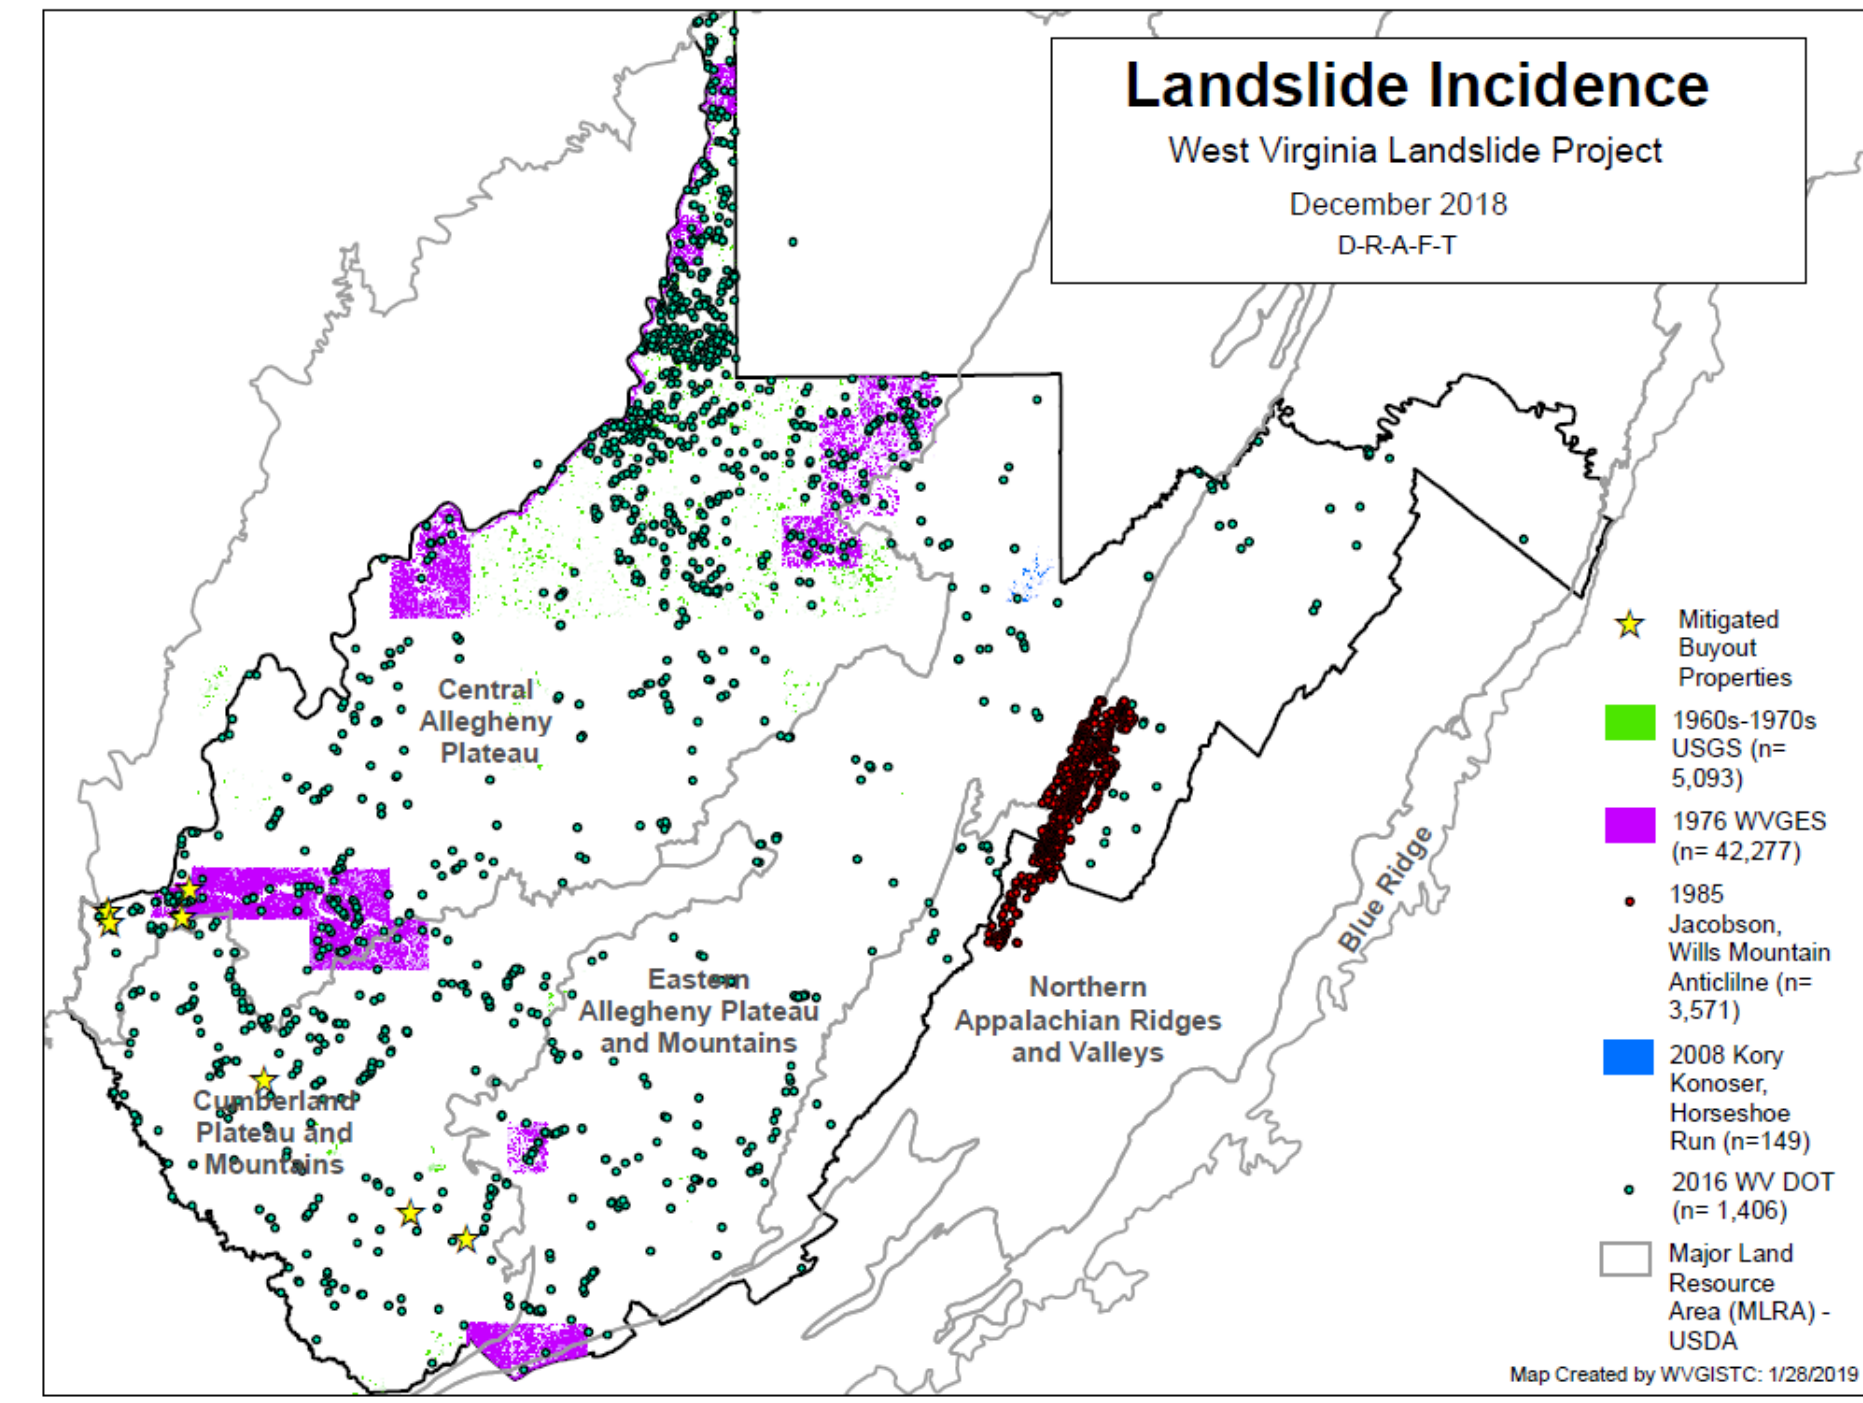 Landslide Incidence
West Virginia Landslide Project
December 2018
D-R-A-F-T
Central
Allegheny
Plateau
Eastern
Allegheny Plateau
and Mountains
Northern
Appalachian Ridges
and Valleys
Cumberland
Plateau and
Mountains
Blue Ridge
Mitigated
Buyout
Properties
1960s-1970s
USGS (n=
5,093)
1976 WVGES
(n= 42,277)
1985
Jacobson,
Wills Mountain
Anticlilne (n=
3,571)
2008 Kory
Konoser,
Horseshoe
Run (n=149)
2016 WV DOT
(n= 1,406)
Major Land
Resource
Area (MLRA) -
USDA
Map Created by WVGISTC: 1/28/2019